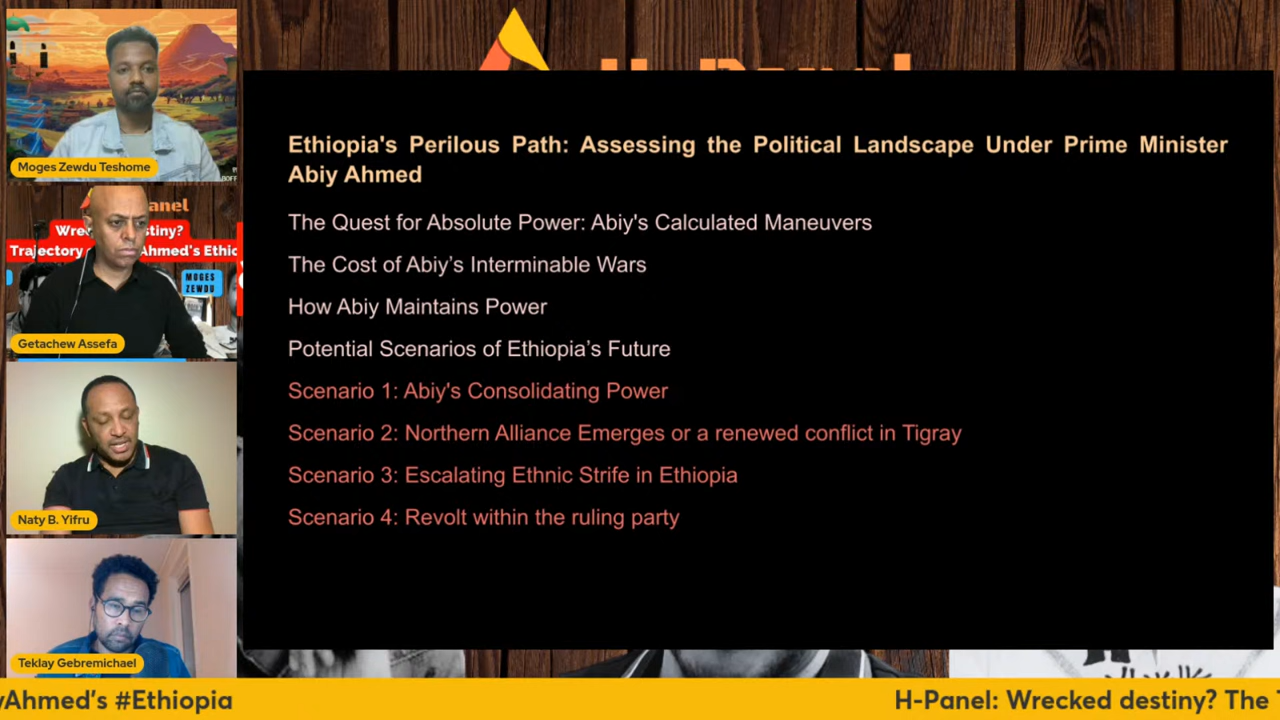 Moges Zewdu Teshome
Getachew Assefa
MOGES
ZEWDU
Naty B. Yifru
Teklay Gebremichael
H-Panel
Ethiopia's Perilous Path: Assessing the Political Landscape Under Prime Minister
Abiy Ahmed
The Quest for Absolute Power: Abiy's Calculated Maneuvers
The Cost of Abiy’s Interminable Wars
How Abiy Maintains Power
Potential Scenarios of Ethiopia’s Future
Scenario 1: Abiy's Consolidating Power
Scenario 2: Northern Alliance Emerges or a renewed conflict in Tigray
Scenario 3: Escalating Ethnic Strife in Ethiopia
Scenario 4: Revolt within the ruling party
yAhmed’s #Ethiopia
H-Panel: Wrecked destiny? The